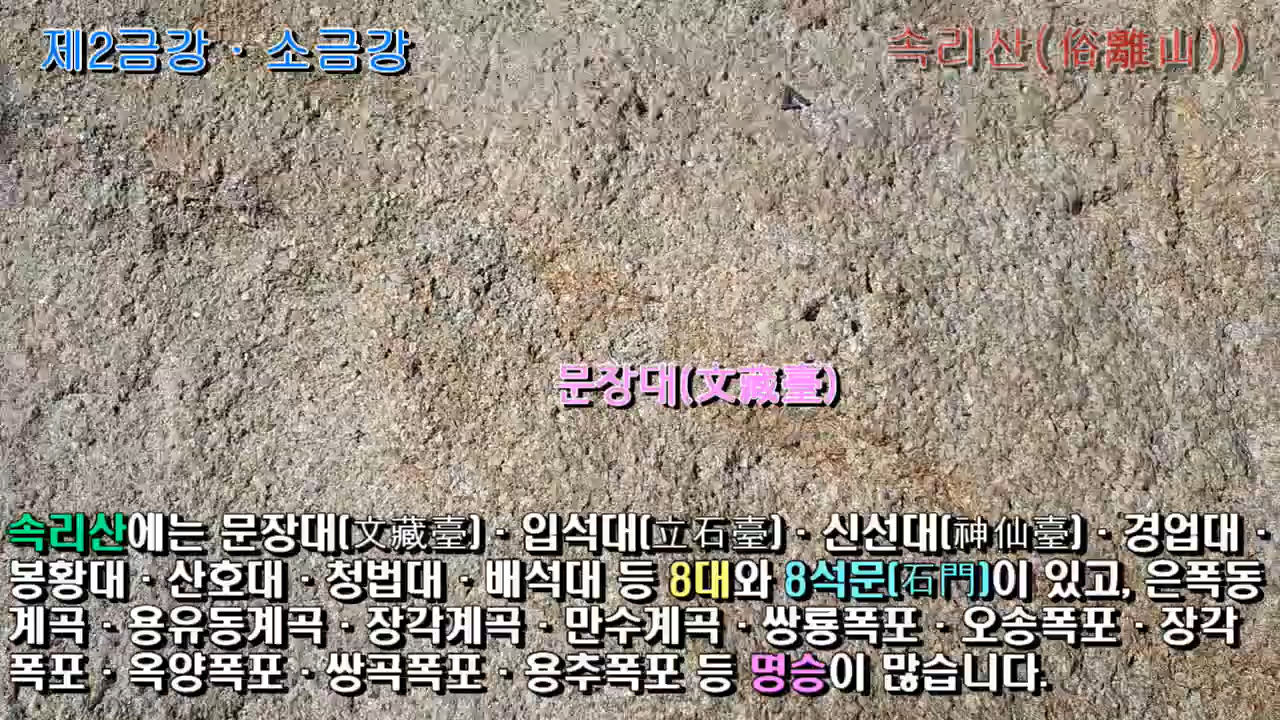 제2금강 · 소금강
속리산(俗離山))
문장대(文藏臺)
속리산에는 문장대(文藏臺) · 입석대(立石臺) · 신선대(神仙臺) · 경업대 ·
봉황대 · 산호대 · 청법대 · 배석대 등 8대와 8석문(石門)이 있고, 은폭동
계곡 · 용유동계곡 · 장각계곡 · 만수계곡 · 쌍룡폭포 · 오송폭포 · 장각
폭포 · 옥양폭포 · 쌍곡폭포 · 용추폭포 등 명승이 많습니다.